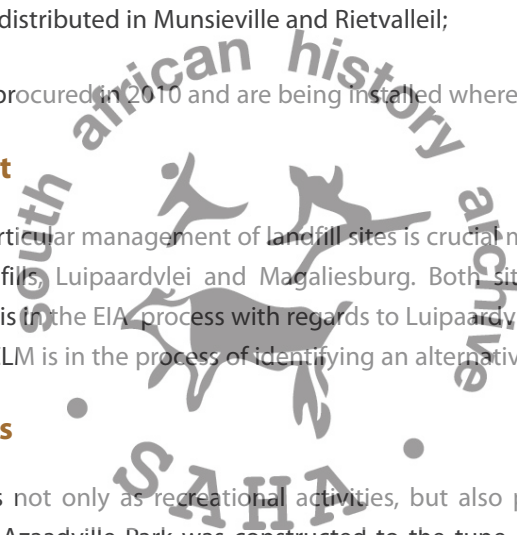 distributed in Munsieville and Rietvalleil;
procured in 2010 and are being installed where
t
rticular management of landfill sites is crucial
fills, Luipaardvlei and Magaliesburg. Both sit
is in the EIA process with regards to Luipaardv
LM is in the process of identifying an alternativ
s
s not only as recreational activities, but also p
Azaadville Park was constructed to the tune
south african history archive
SAHA